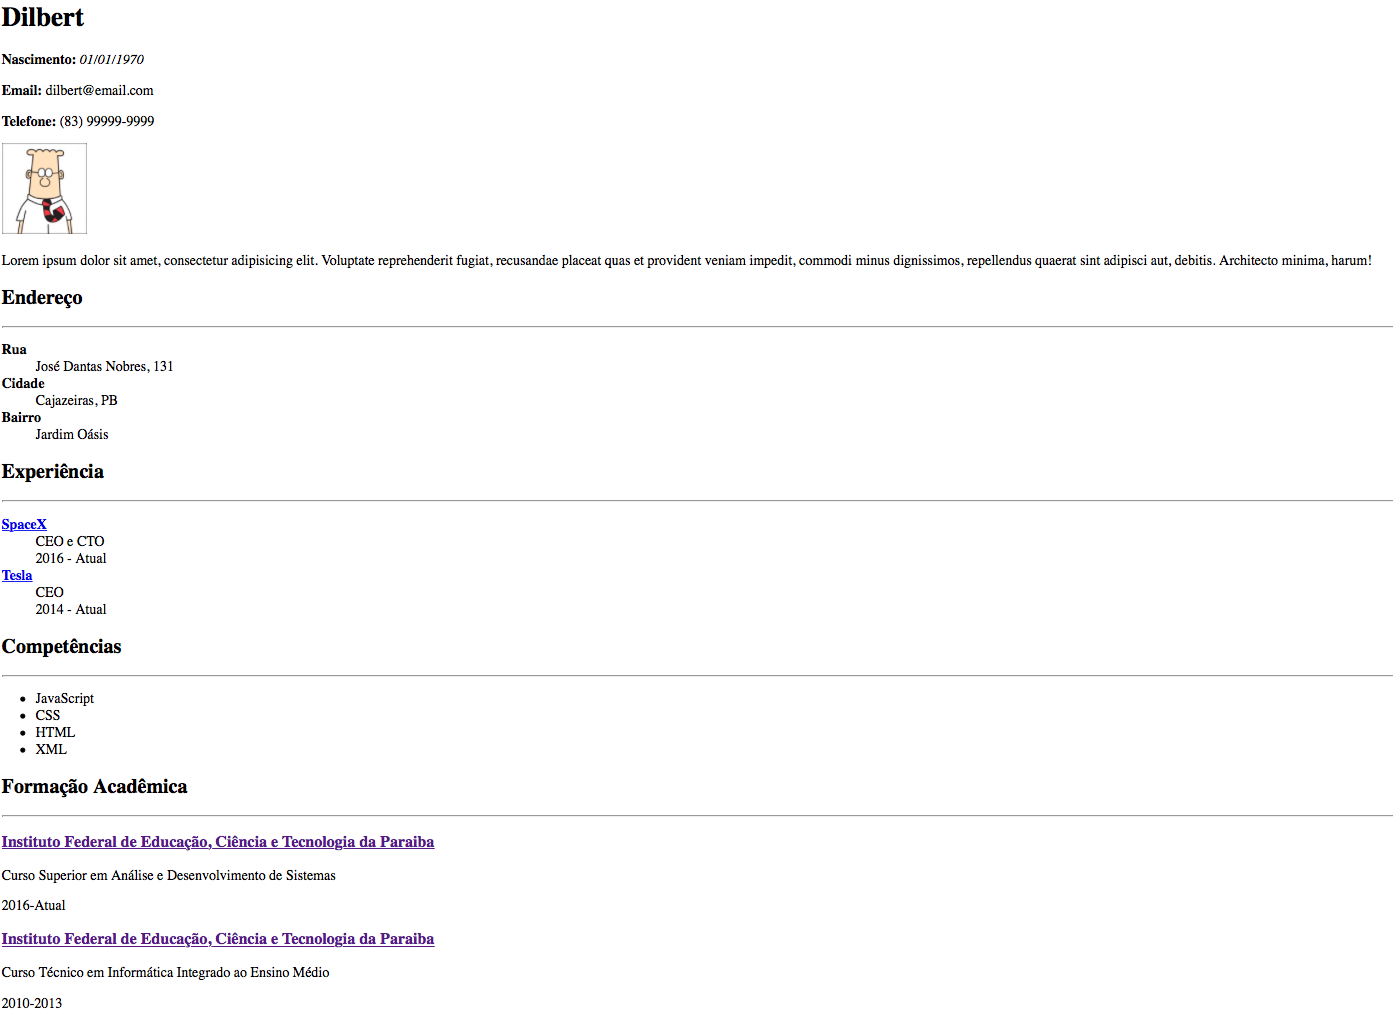 Dilbert
Nascimento: 01/01/1970
Email: dilbert@email.com
Telefone: (83) 99999-9999
Lorem ipsum dolor sit amet, consectetur adipisicing elit. Voluptate reprehenderit fugiat, recusandae placeat quas et provident veniam impedit, commodi minus dignissimos, repellendus quaerat sint adipisci aut, debitis. Architecto minima, harum!
Endereço
Rua
José Dantas Nobres, 131
Cidade
Cajazeiras, PB
Bairro
Jardim Oásis
Experiência
SpaceX
CEO e CTO
2016 - Atual
Tesla
CEO
2014 - Atual
Competências
• JavaScript
• CSS
• HTML
• XML
Formação Acadêmica
Instituto Federal de Educação, Ciência e Tecnologia da Paraiba
Curso Superior em Análise e Desenvolvimento de Sistemas
2016-Atual
Instituto Federal de Educação, Ciência e Tecnologia da Paraiba
Curso Técnico em Informática Integrado ao Ensino Médio
2010-2013